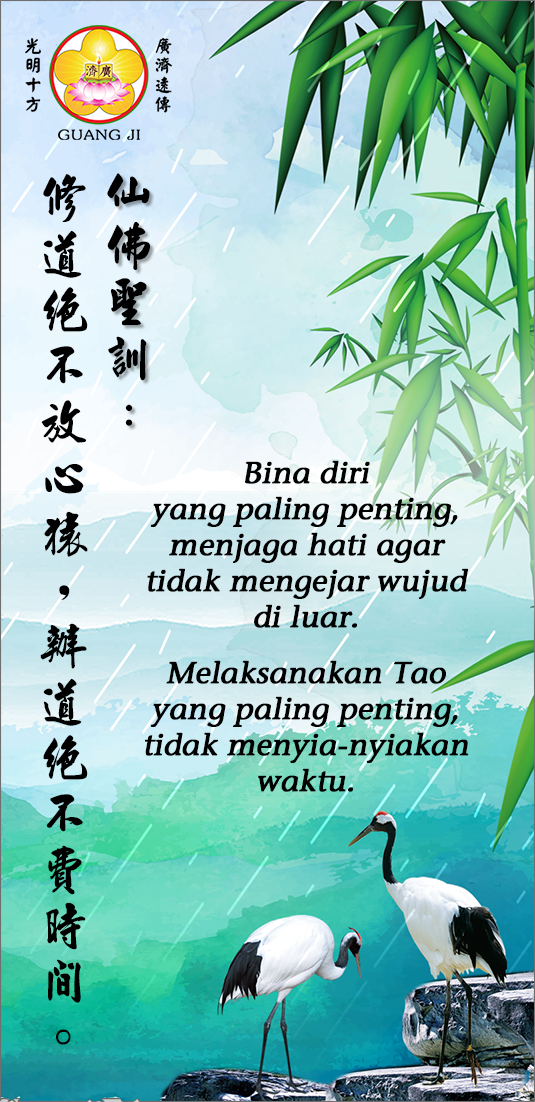 光明十方
廣濟遠傳
廣濟
GUANG JI
仙佛聖訓：
修道絕不放心猿，辦道絕不費時間。
Bina diri
yang paling penting,
menjaga hati agar
tidak mengejar wujud
di luar.
Melaksanakan Tao
yang paling penting,
tidak menyia-nyiakan
waktu.